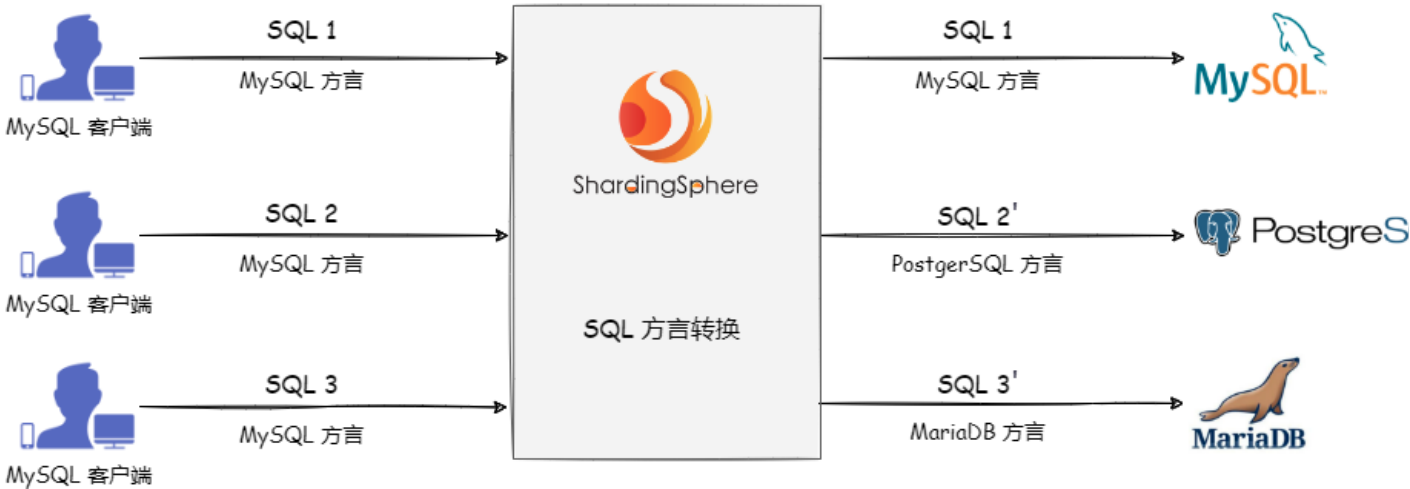 SQL 1
MySQL 方言
MySQL 客户端
SQL 2
MySQL 方言
MySQL 客户端
SQL 3
MySQL 方言
MySQL 客户端
ShardingSphere
SQL 方言转换
SQL 1
MySQL 方言
MySQL
SQL 2'
PostgerSQL 方言
PostgreS
SQL 3'
MariaDB 方言
MariaDB